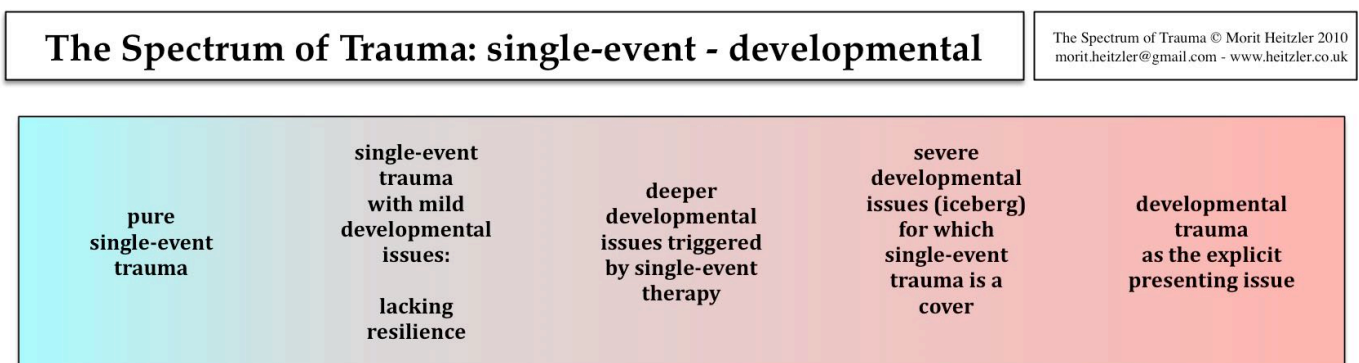 The Spectrum of Trauma: single-event - developmental
The Spectrum of Trauma © Morit Heitzler 2010
morit.heitzler@gmail.com - www.heitzler.co.uk
pure
single-event
trauma
single-event
trauma
with mild
developmental
issues:
lacking
resilience
deeper
developmental
issues triggered
by single-event
therapy
severe
developmental
issues (iceberg)
for which
single-event
trauma is a
cover
developmental
trauma
as the explicit
presenting issue